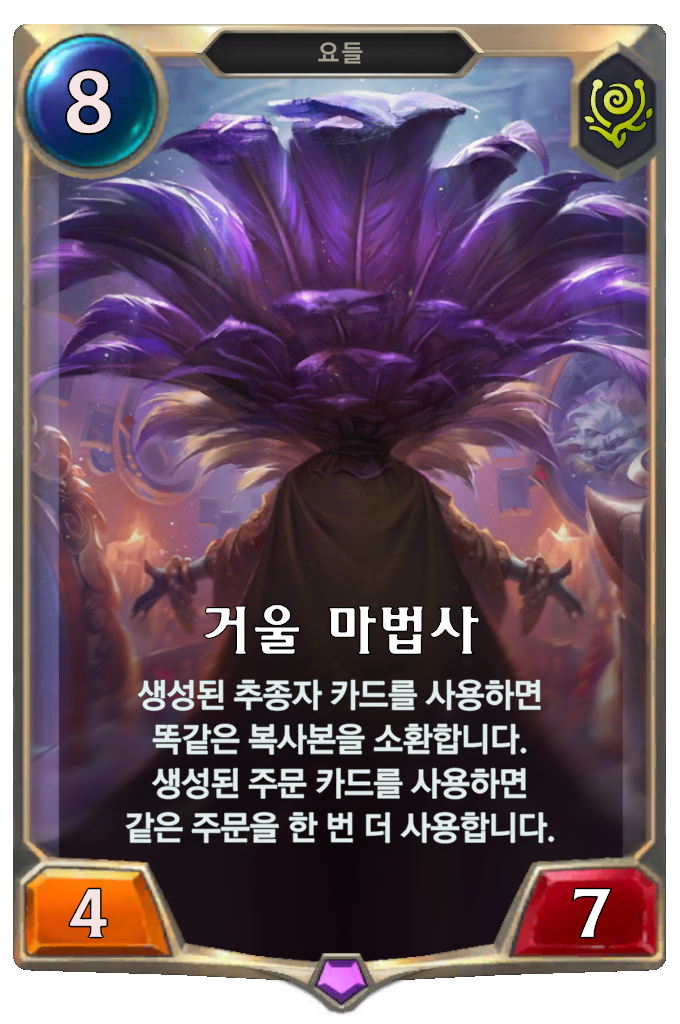 요들
8
거울 마법사
생성된 추종자 카드를 사용하면
똑같은 복사본을 소환합니다.
생성된 주문 카드를 사용하면
같은 주문을 한 번 더 사용합니다.
4
7